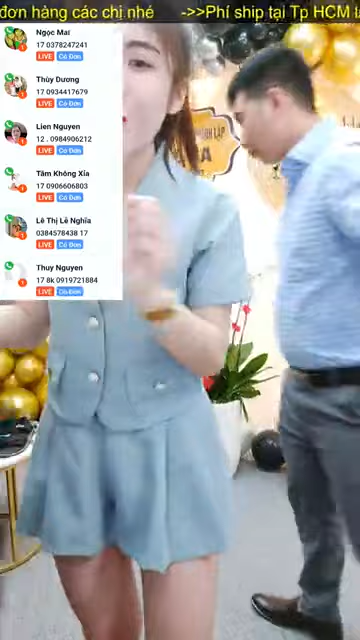 đơn hàng các chị nhé ->>Phí ship tại Tp HCM
Ngọc Mai
17 0378247241
LIVE Có Đơn
Thùy Dương
17 0934417679
LIVE Có Đơn
Lien Nguyen
12 . 0984906212
LIVE Có Đơn
Tâm Không Xỉa
17 0906606803
LIVE Có Đơn
Lê Thị Lê Nghĩa
0384578438 17
LIVE Có Đơn
Thuy Nguyen
17 8k,0919721884
LIVE Có Đơn